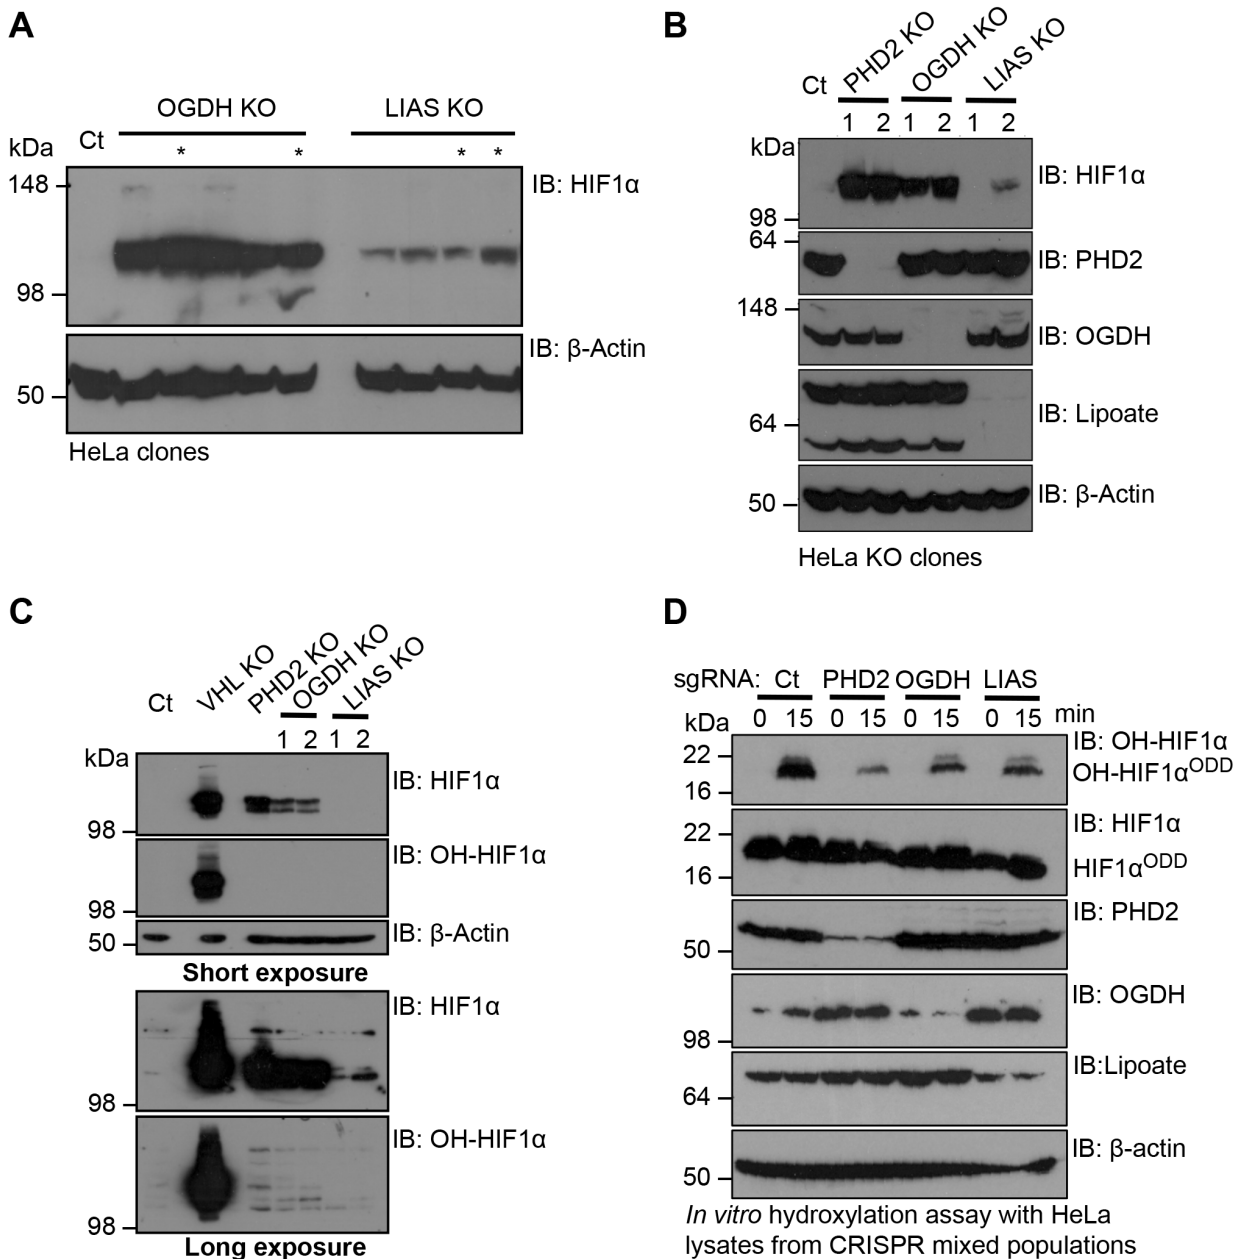 A
OGDH KO LIAS KO
Ct
kDa * * * *
148 IB: HIF1α
98
IB: β-Actin
50
HeLa clones
B
PHD2 KO OGDH KO LIAS KO
Ct
1 2 1 2 1 2
kDa
IB: HIF1α
98
64
IB: PHD2
148
IB: OGDH
IB: Lipoate
64
50 IB: β-Actin
HeLa KO clones
C
Ct VHL KO PHD2 KO OGDH KO LIAS KO
1 2 1 2
kDa
IB: HIF1α
98
IB: OH-HIF1α
98
50 IB: β-Actin
Short exposure
IB: HIF1α
98
IB: OH-HIF1α
98
Long exposure
D
sgRNA: Ct PHD2 OGDH LIAS
kDa 0 15 0 15 0 15 0 15 min
IB: OH-HIF1α
22
OH-HIF1αODD
16
IB: HIF1α
22
HIF1αODD
16
IB: PHD2
50
IB: OGDH
98
IB:Lipoate
64
IB: β-actin
50
In vitro hydroxylation assay with HeLa
lysates from CRISPR mixed populations